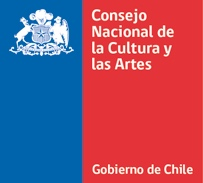 Consejo
Nacional de
la Cultura y
las Artes
Gobierno de Chile